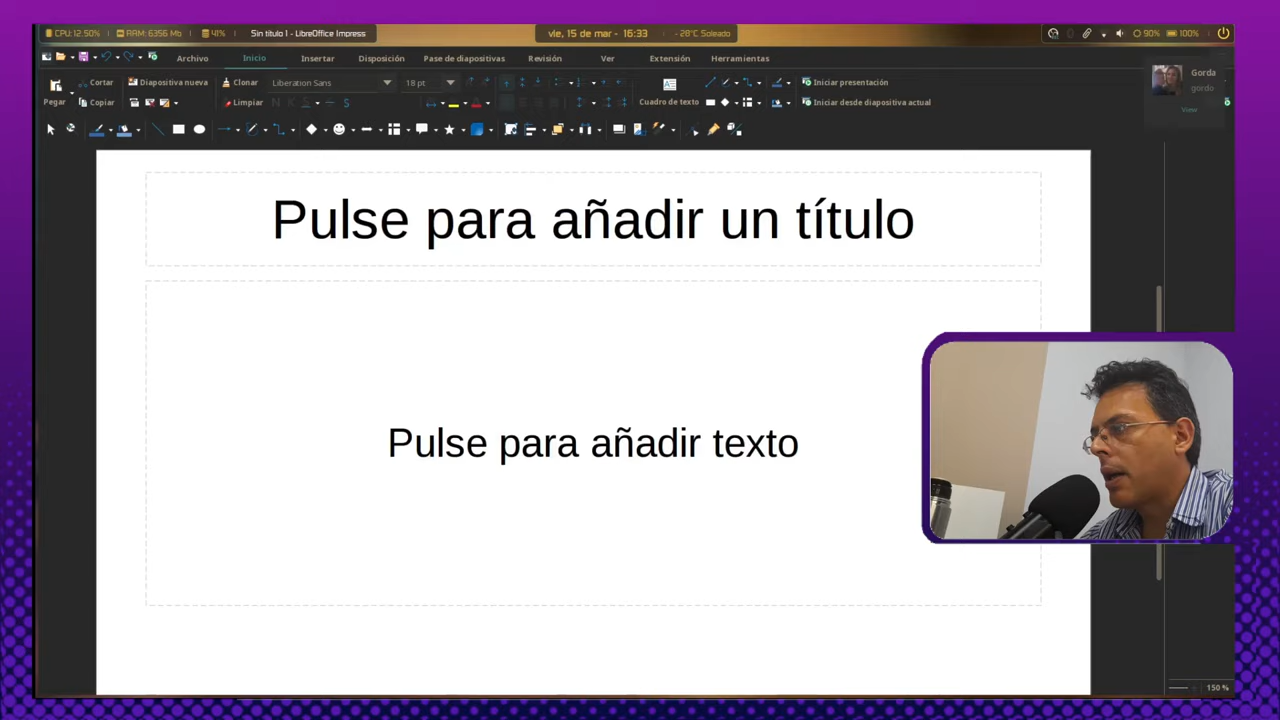 CPU: 12.50% RAM: 6356 Mb 41% Sin título 1 - LibreOffice Impress vie, 15 de mar - 16:33 - 28°C Soleado 90% 100%
Archivo Inicio Insertar Disposición Pase de diapositivas Revisión Ver Extensión Herramientas
Gorda
gordo
View
Pegar
Cortar
Copiar
Diapositiva nueva
Clonar
Limpiar
Liberation Sans
18 pt
Cuadro de texto
Iniciar presentación
Iniciar desde diapositiva actual
Pulse para añadir un título
Pulse para añadir texto
150 %